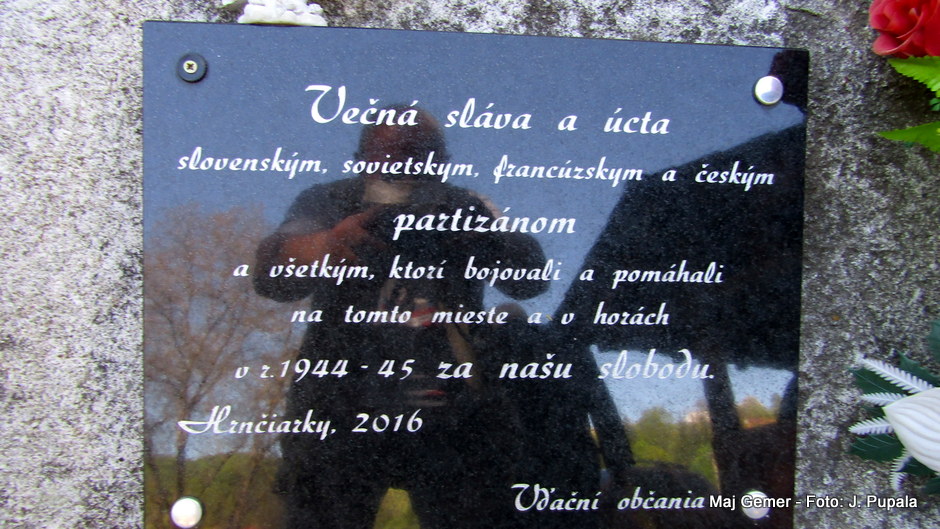 Večná sláva a úcta
slovenským, sovietskym, francúzskym a českým
partizánom
a všetkým, ktorí bojovali a pomáhali
na tomto mieste a v horách
v r. 1944 - 45 za našu slobodu.
Hrnčiarky, 2016
Vďační občania
Maj Gemer - Foto: J. Pupala